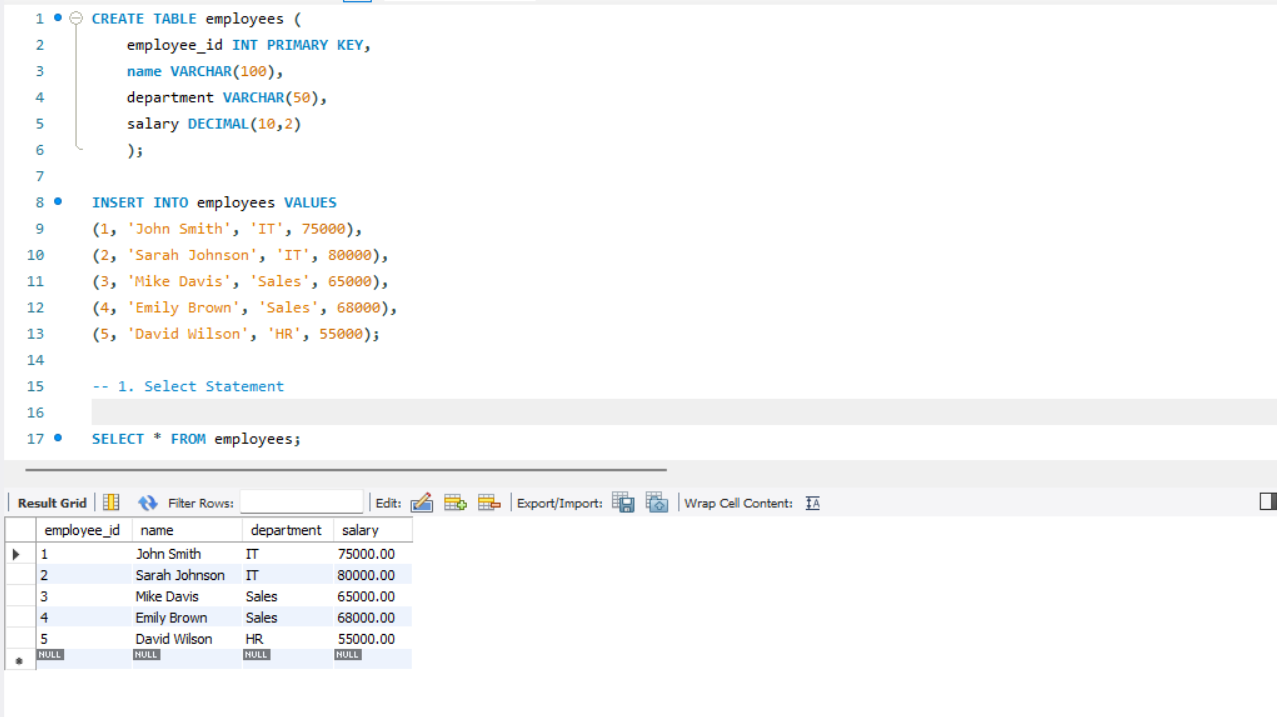 1 CREATE TABLE employees (
2 employee_id INT PRIMARY KEY,
3 name VARCHAR(100),
4 department VARCHAR(50),
5 salary DECIMAL(10,2)
6 );
7
8 INSERT INTO employees VALUES
9 (1, 'John Smith', 'IT', 75000),
10 (2, 'Sarah Johnson', 'IT', 80000),
11 (3, 'Mike Davis', 'Sales', 65000),
12 (4, 'Emily Brown', 'Sales', 68000),
13 (5, 'David Wilson', 'HR', 55000);
14
15 -- 1. Select Statement
16
17 SELECT * FROM employees;
Result Grid Filter Rows: Edit: Export/Import: Wrap Cell Content: IA
employee_id name department salary
1 John Smith IT 75000.00
2 Sarah Johnson IT 80000.00
3 Mike Davis Sales 65000.00
4 Emily Brown Sales 68000.00
5 David Wilson HR 55000.00
NULL NULL NULL NULL